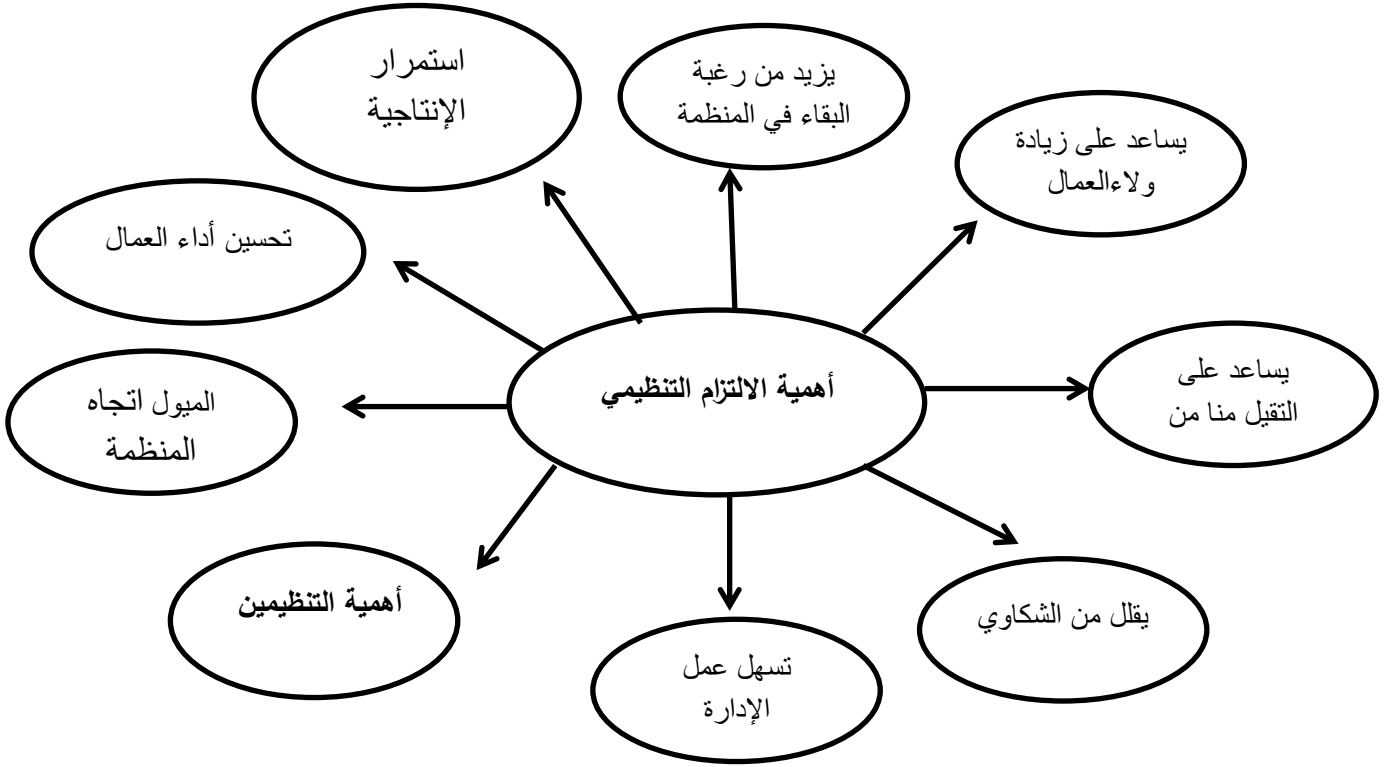 استمرار
الإنتاجية
يزيد من رغبة
البقاء في المنظمة
يساعد على زيادة
ولاءالعمال
تحسين أداء العمال
أهمية الالتزام التنظيمي
يساعد على
التقيل منا من
الميول اتجاه
المنظمة
أهمية التنظيمين
تسهل عمل
الإدارة
يقلل من الشكاوي